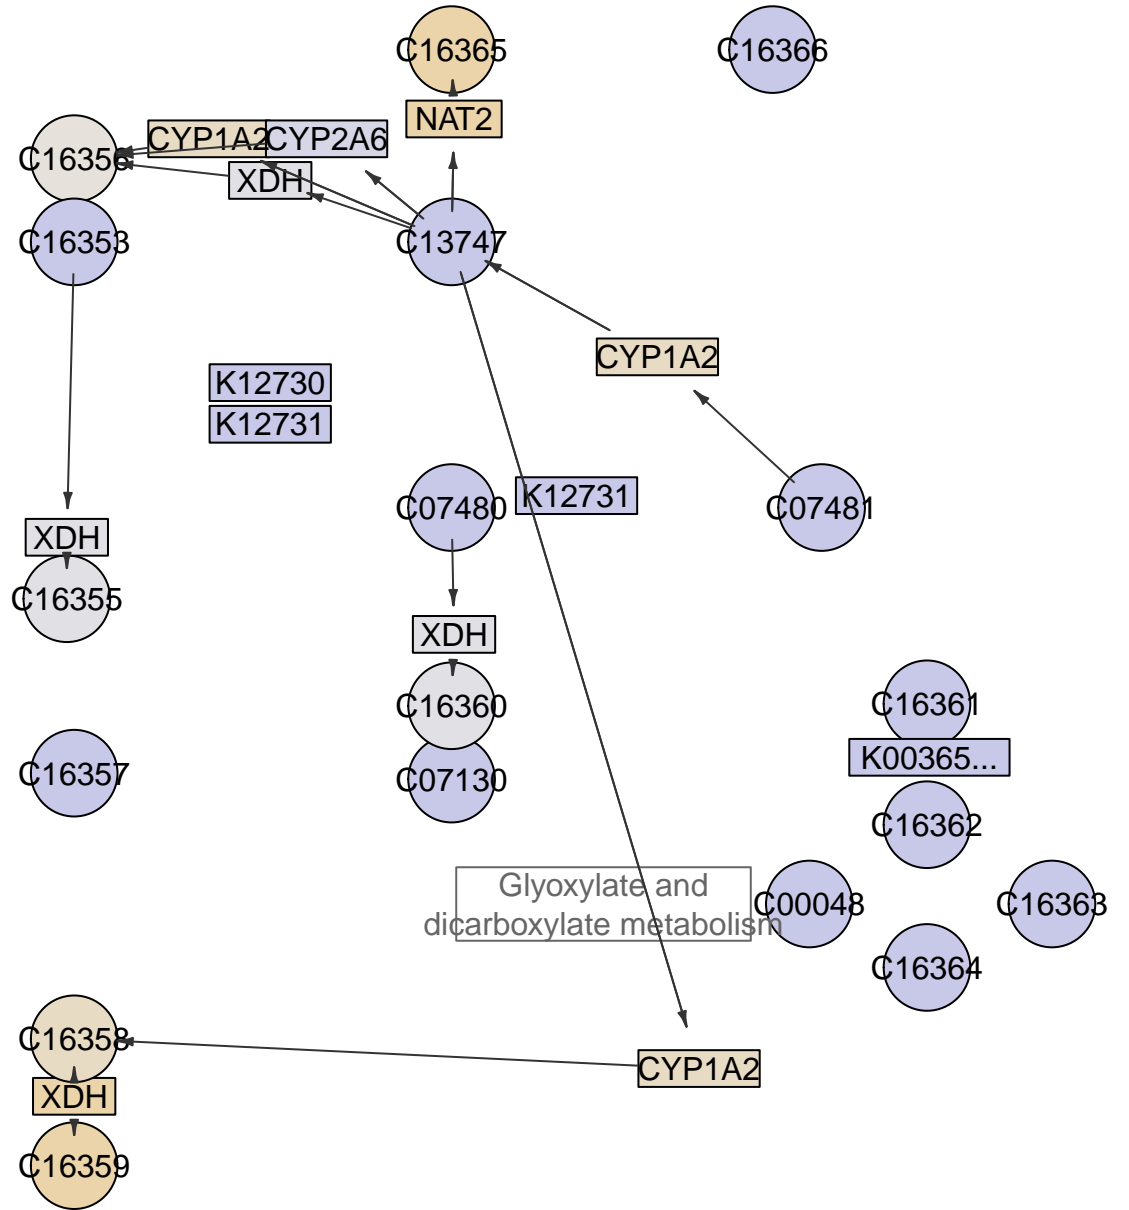 C16365
C16366
NAT2
CYP1A2
CYP2A6
C16356
XDH
C16353
C13747
CYP1A2
K12730
K12731
K12731
C07480
C07481
XDH
C16355
XDH
C16360
C16361
K00365...
C16357
C07130
C16362
Glyoxylate and
dicarboxylate metabolism
C00048
C16363
C16364
C16358
CYP1A2
XDH
C16359